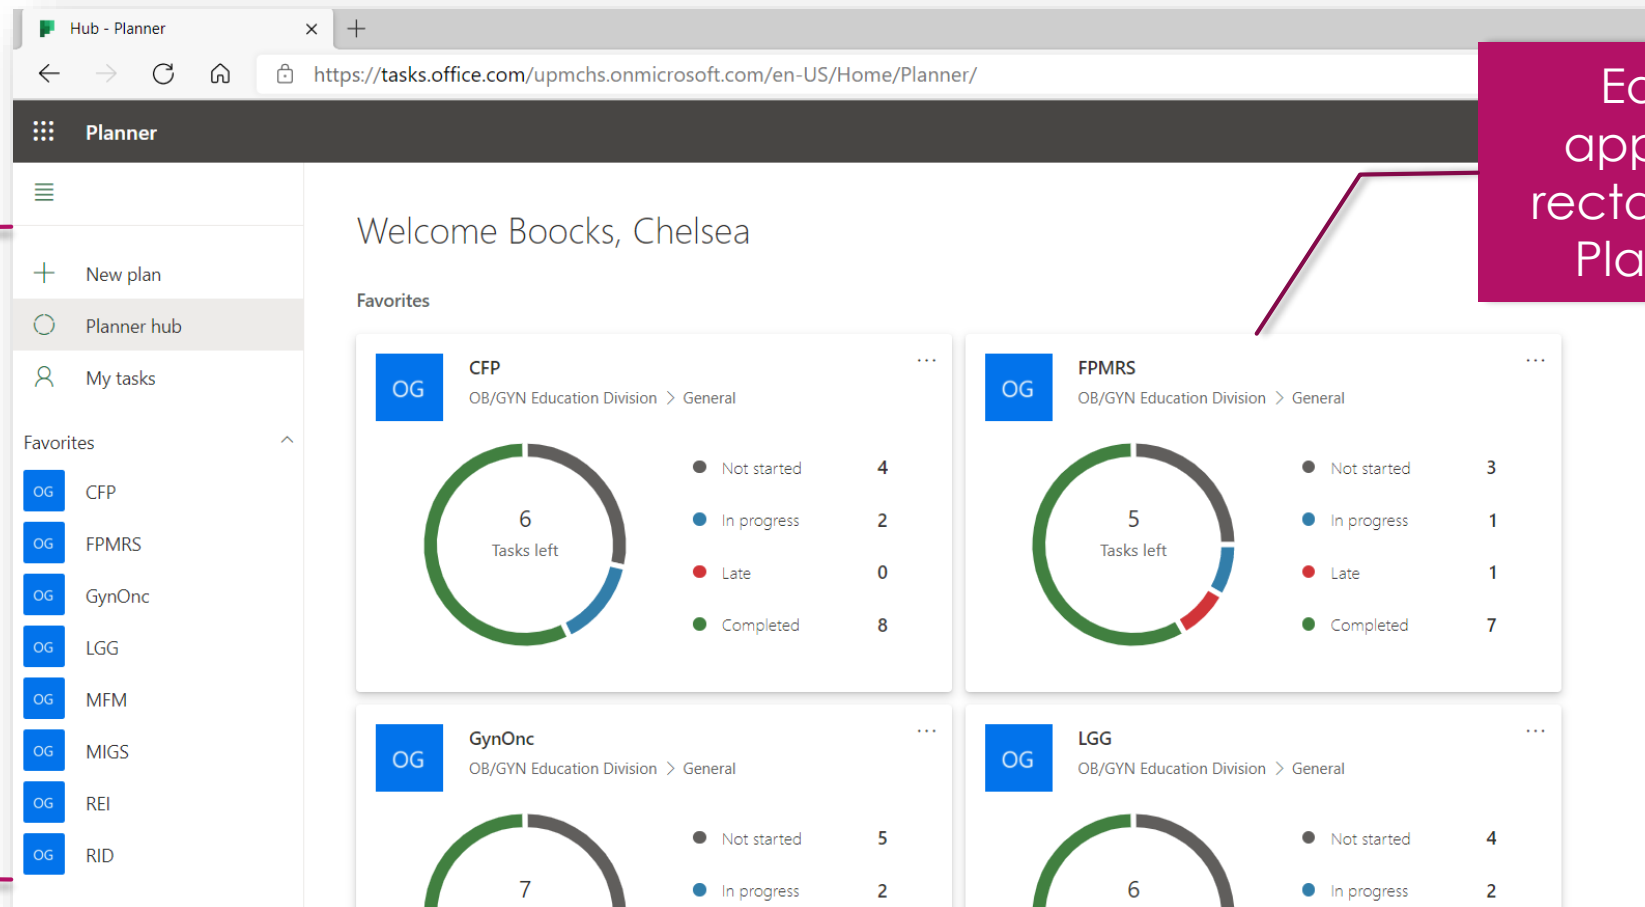 Hub - Planner
https://tasks.office.com/upmchs.onmicrosoft.com/en-US/Home/Planner/
Planner
New plan
Planner hub
My tasks
Favorites
OG CFP
OG FPMRS
OG GynOnc
OG LGG
OG MFM
OG MIGS
OG REI
OG RID
Welcome Boocks, Chelsea
Favorites
OG
CFP
OB/GYN Education Division > General
6
Tasks left
Not started 4
In progress 2
Late 0
Completed 8
OG
FPMRS
OB/GYN Education Division > General
5
Tasks left
Not started 3
In progress 1
Late 1
Completed 7
OG
GynOnc
OB/GYN Education Division > General
7
Not started 5
In progress 2
OG
LGG
OB/GYN Education Division > General
6
Not started 4
In progress 2